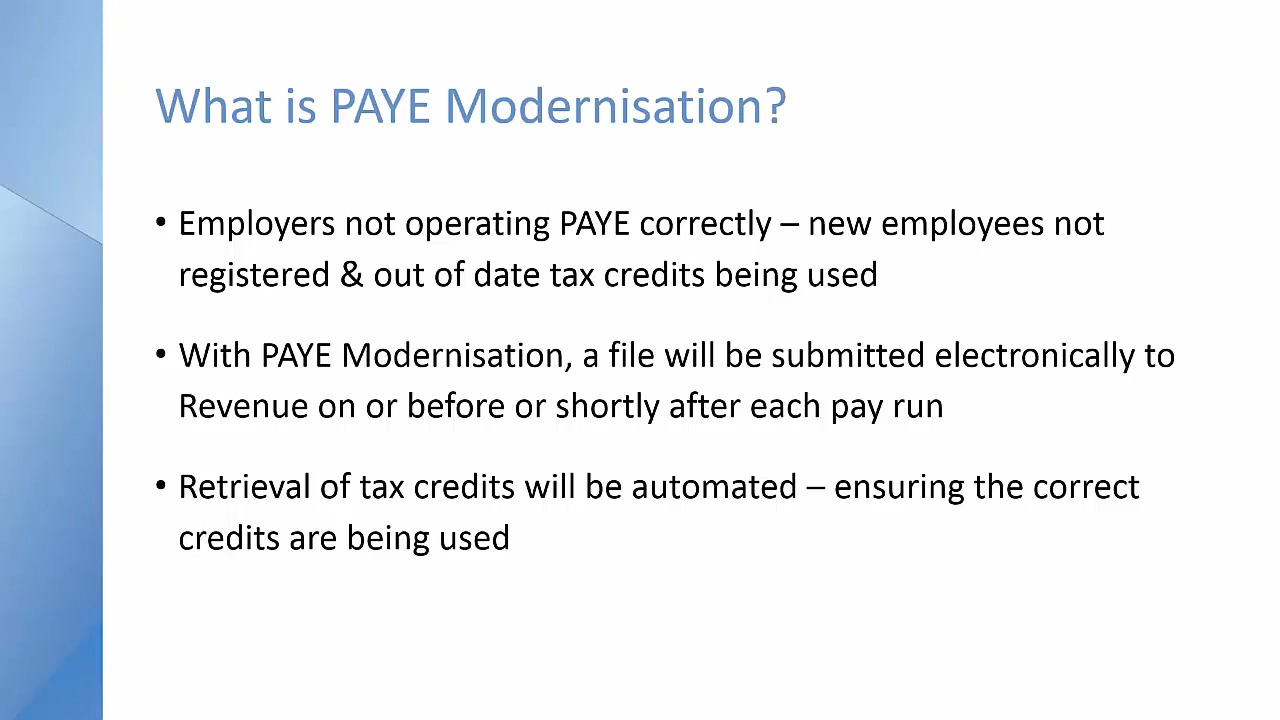 What is PAYE Modernisation?
• Employers not operating PAYE correctly – new employees not
registered & out of date tax credits being used
• With PAYE Modernisation, a file will be submitted electronically to
Revenue on or before or shortly after each pay run
• Retrieval of tax credits will be automated – ensuring the correct
credits are being used